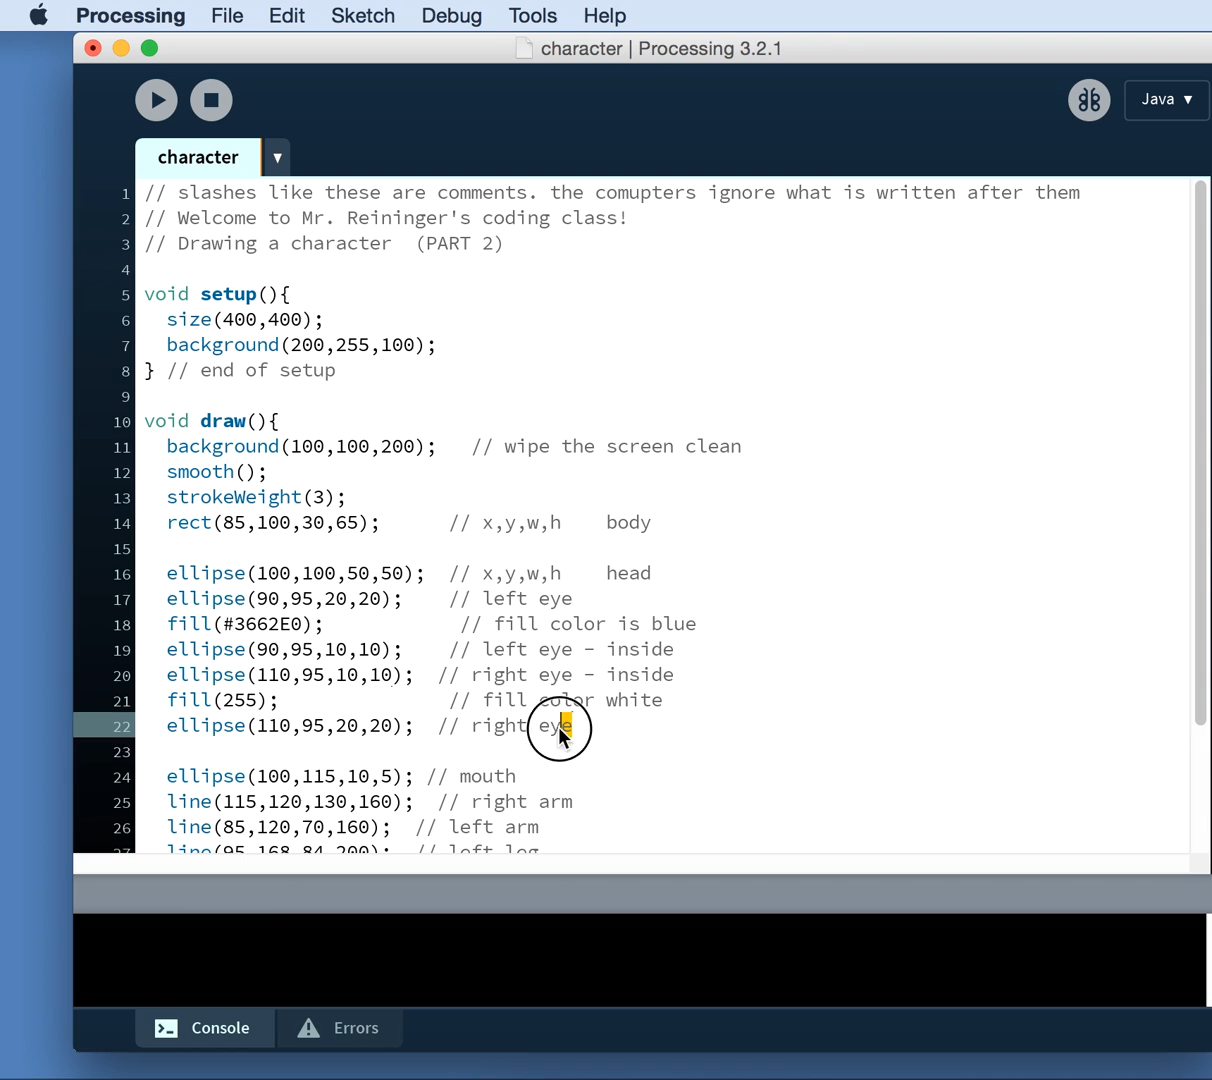 Processing File Edit Sketch Debug Tools Help
character | Processing 3.2.1
Java ▼
character ▼
1 // slashes like these are comments. the comupters ignore what is written after them
2 // Welcome to Mr. Reininger's coding class!
3 // Drawing a character (PART 2)
4
5 void setup(){
6 size(400,400);
7 background(200,255,100);
8 } // end of setup
9
10 void draw(){
11 background(100,100,200); // wipe the screen clean
12 smooth();
13 strokeWeight(3);
14 rect(85,100,30,65); // x,y,w,h body
15
16 ellipse(100,100,50,50); // x,y,w,h head
17 ellipse(90,95,20,20); // left eye
18 fill(#3662E0); // fill color is blue
19 ellipse(90,95,10,10); // left eye - inside
20 ellipse(110,95,10,10); // right eye - inside
21 fill(255); // fill color white
22 ellipse(110,95,20,20); // right eye
23
24 ellipse(100,115,10,5); // mouth
25 line(115,120,130,160); // right arm
26 line(85,120,70,160); // left arm
27 line(95,168,84,200); // left leg
Console Errors